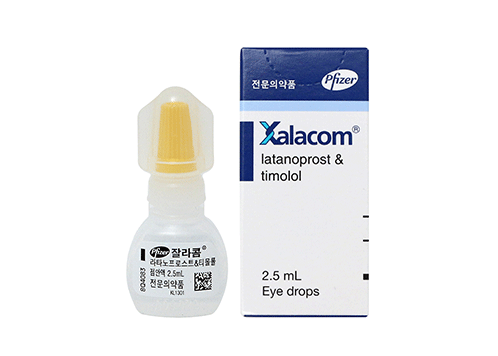 Pfizer
전문의약품
Xalacom®
latanoprost &
timolol
2.5 mL
Eye drops
Pfizer 잘라콤®
라타노프로스트&티몰롤
점안액 2.5mL
전문의약품
KL1301
8Q4083